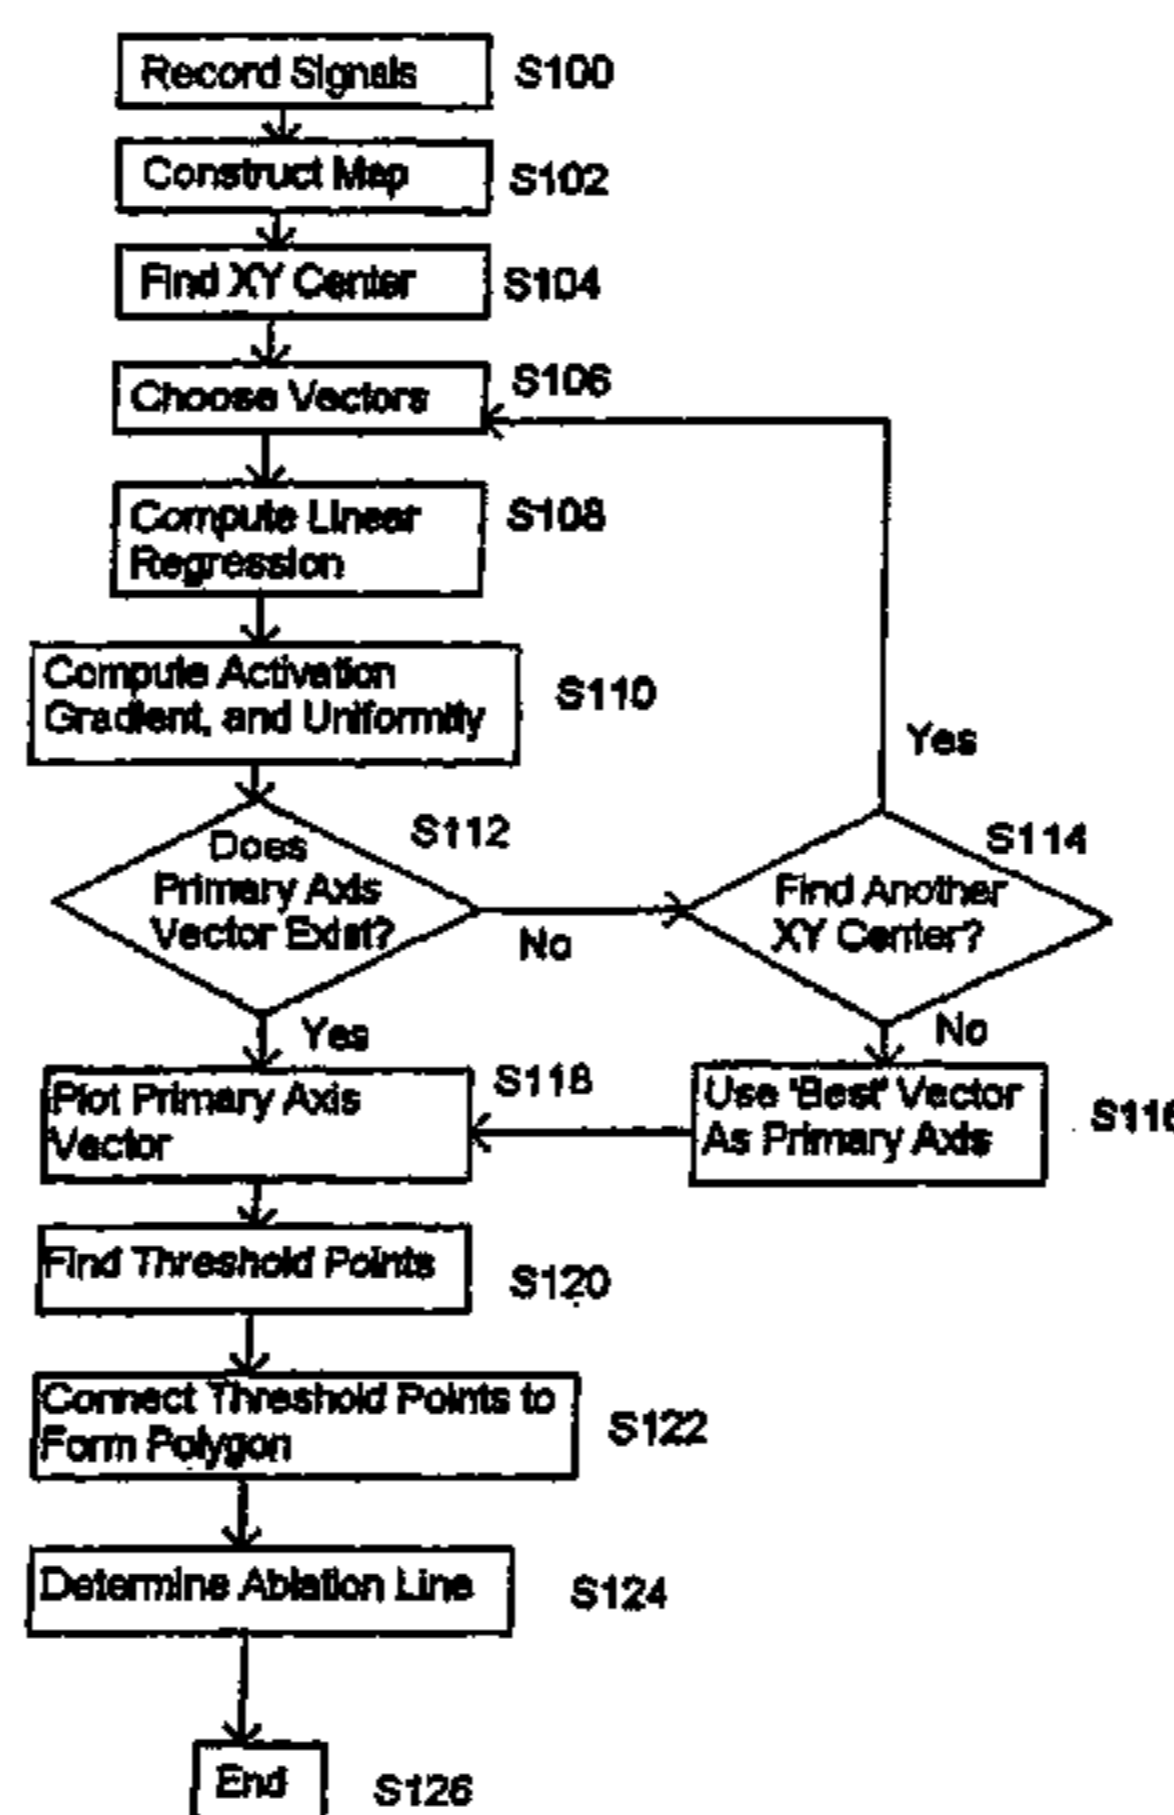 Record Signals
S100
Construct Map
S102
Find XY Center
S104
Choose Vectors
S106
Compute Linear
Regression
S108
Compute Activation
Gradient, and Uniformity
S110
Does
Primary Axis
Vector Exist?
S112
No
Yes
Find Another
XY Center?
S114
Yes
No
Use 'Best' Vector
As Primary Axis
S116
Plot Primary Axis
Vector
S118
Find Threshold Points
S120
Connect Threshold Points to
Form Polygon
S122
Determine Ablation Line
S124
End
S126